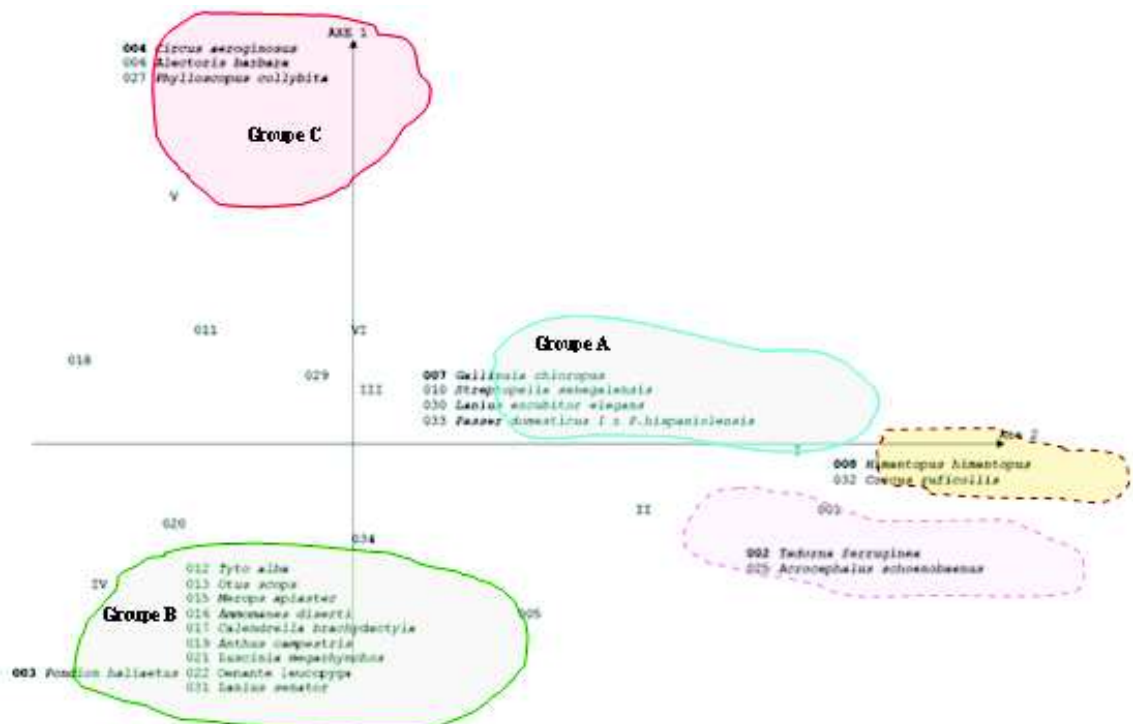 AXE 1
004 Circus aeroginosus
006 Alectoris barbara
027 Phylloscopus collybita
Groupe C
V
011
VI
018
029
III
Groupe A
007 Gallinula chloropus
010 Streptopelia senegalensis
030 Lanius excubitor elegans
033 Passer domesticus I x P.hispaniolensis
Axe
I
008 Himantopus himantopus
032 Corvus ruficollis
II
001
020
034
002 Tadorna ferruginea
025 Acrocephalus schoenobaenus
IV
012 Tyto alba
013 Otus scops
015 Merops apiaster
016 Ammomanes diserti
005
Groupe B
017 Calendrella brachydactyla
019 Anthus campestris
021 Luscinia megarhynchos
003 Pondion haliaetus 022 Oenante leucopyga
031 Lanius senator